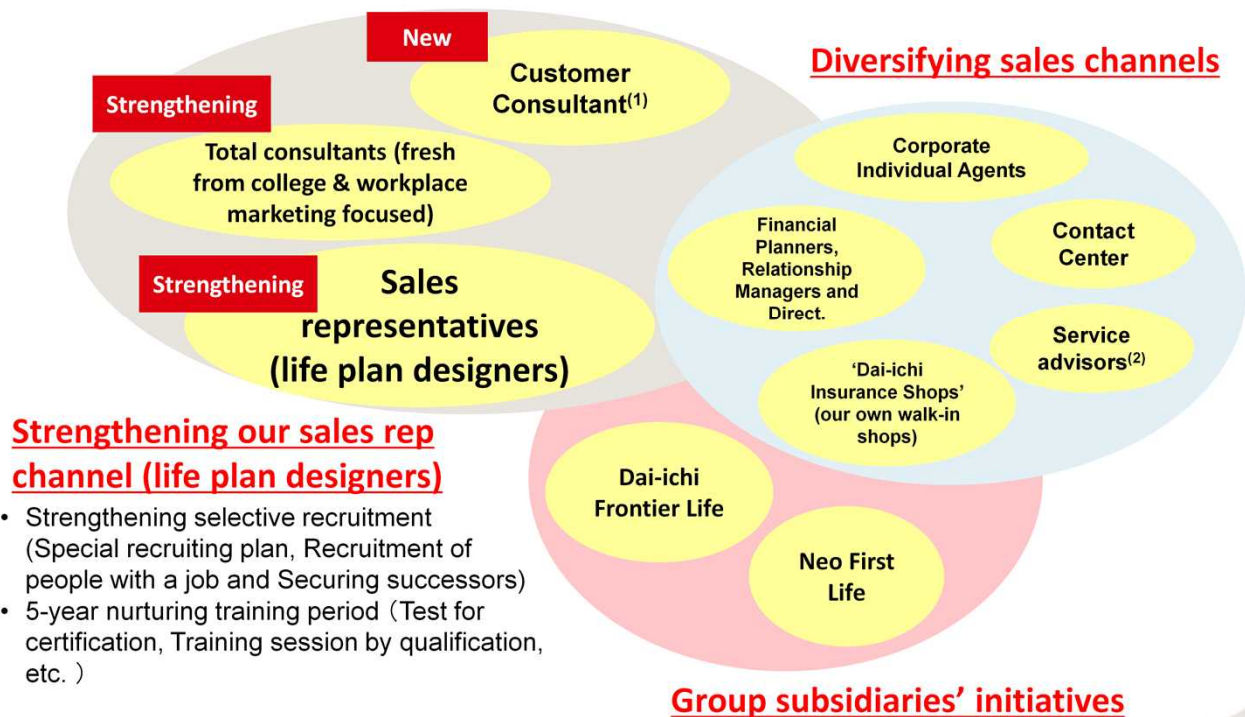 New
Customer
Consultant(1)
Strengthening
Total consultants (fresh
from college & workplace
marketing focused)
Strengthening
Sales
representatives
(life plan designers)
Strengthening our sales rep
channel (life plan designers)
• Strengthening selective recruitment
(Special recruiting plan, Recruitment of
people with a job and Securing successors)
• 5-year nurturing training period（Test for
certification, Training session by qualification,
etc. ）
Diversifying sales channels
Corporate
Individual Agents
Financial
Planners,
Relationship
Managers and
Direct.
Contact
Center
Service
advisors(2)
‘Dai-ichi
Insurance Shops’
(our own walk-in
shops)
Dai-ichi
Frontier Life
Neo First
Life
Group subsidiaries’ initiatives